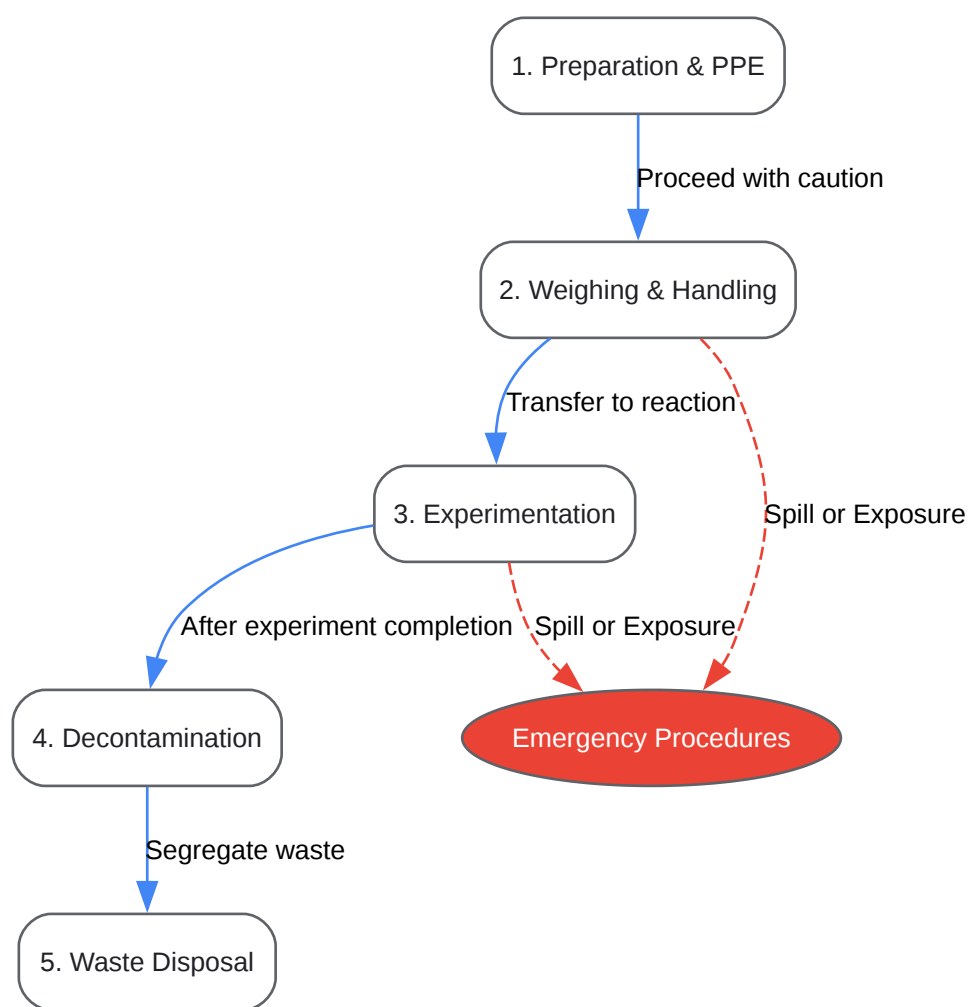 1. Preparation & PPE
Proceed with caution
2. Weighing & Handling
Transfer to reaction
3. Experimentation
Spill or Exposure
After experiment completion
Spill or Exposure
4. Decontamination
Emergency Procedures
Segregate waste
5. Waste Disposal